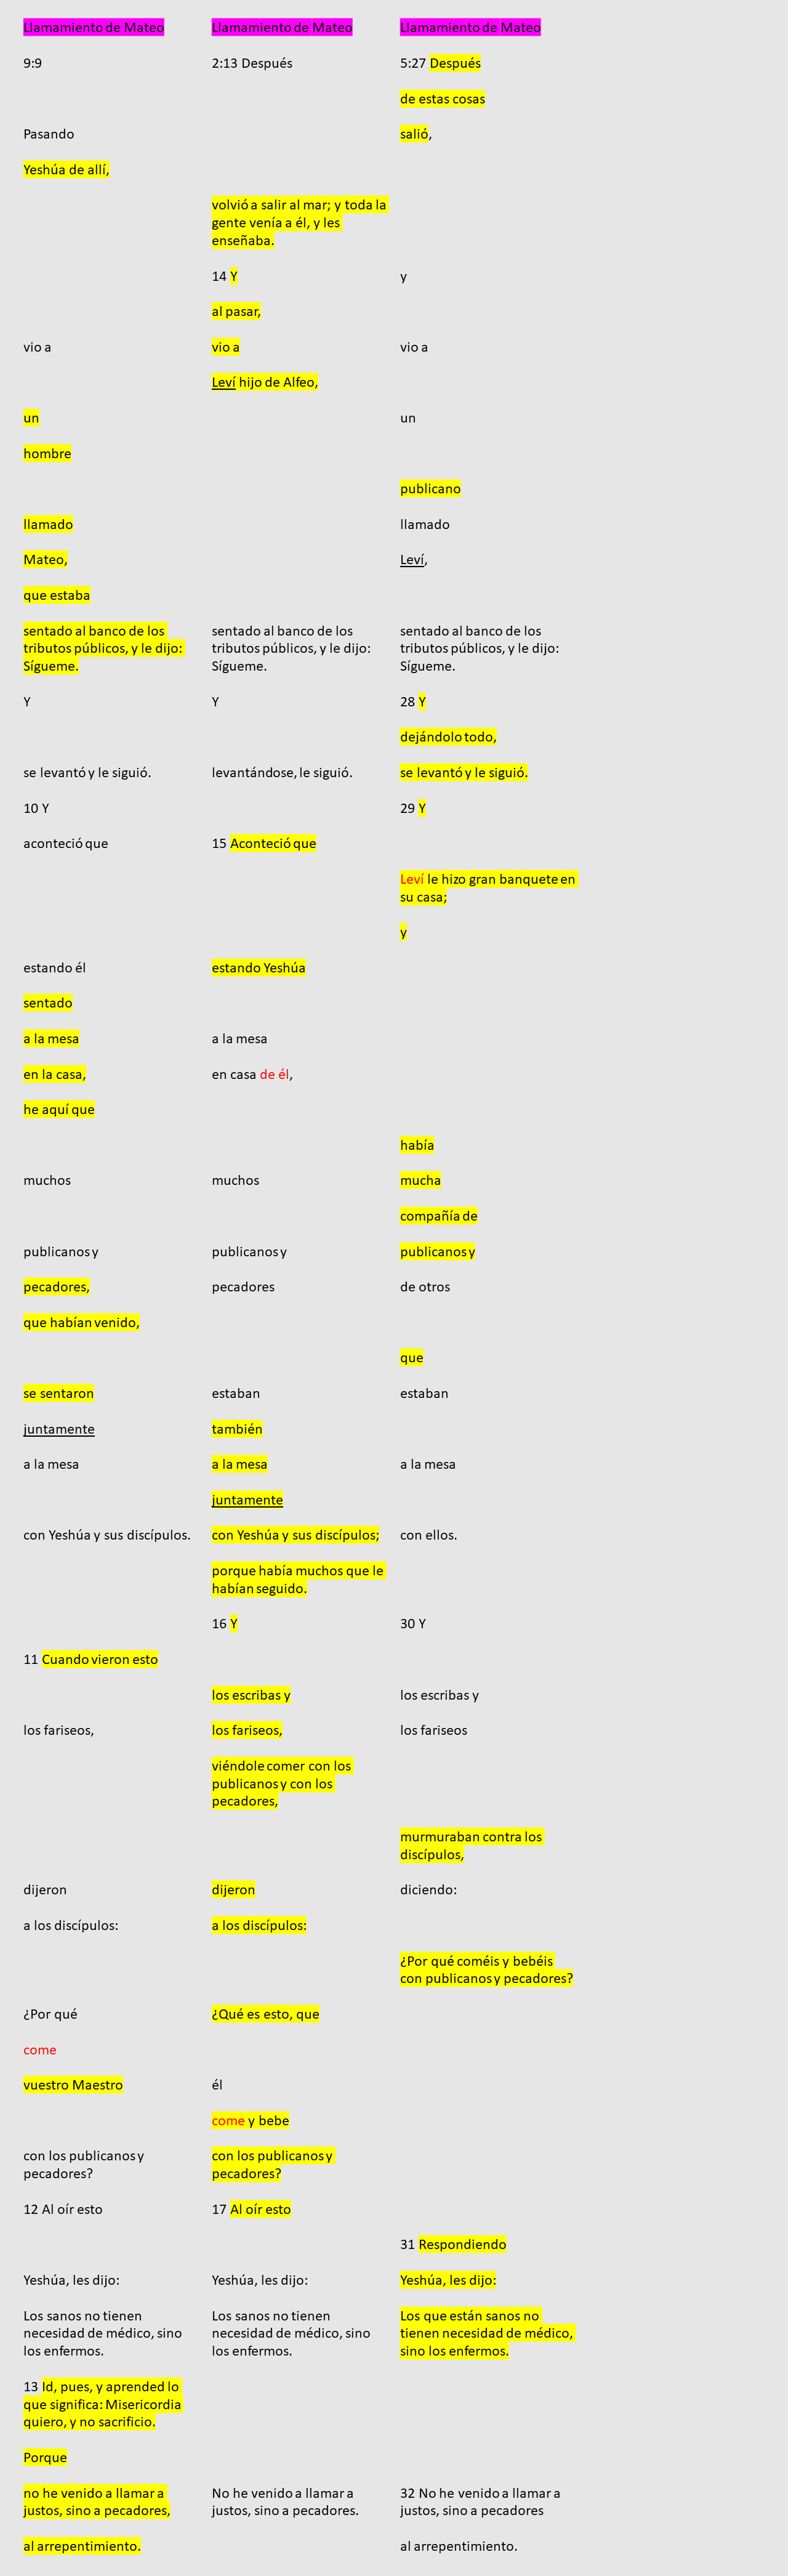 Llamamiento de Mateo Llamamiento de Mateo Llamamiento de Mateo
9:9 2:13 Después 5:27 Después
de estas cosas
Pasando salió,
Yeshúa de allí,
volvió a salir al mar; y toda la
gente venía a él, y les
enseñaba.
14 Y y
al pasar,
vio a vio a vio a
Leví hijo de Alfeo,
un un
hombre
publicano
llamado llamado
Mateo, Leví,
que estaba
sentado al banco de los sentado al banco de los sentado al banco de los
tributos públicos, y le dijo: tributos públicos, y le dijo: tributos públicos, y le dijo:
Sígueme. Sígueme. Sígueme.
Y Y 28 Y
dejándolo todo,
se levantó y le siguió. levantándose, le siguió. se levantó y le siguió.
10 Y 29 Y
aconteció que 15 Aconteció que
Leví le hizo gran banquete en
su casa;
y
estando él estando Yeshúa
sentado
a la mesa a la mesa
en la casa, en casa de él,
he aquí que
había
muchos muchos mucha
compañía de
publicanos y publicanos y publicanos y
pecadores, pecadores de otros
que habían venido,
que
se sentaron estaban estaban
juntamente también
a la mesa a la mesa a la mesa
juntamente
con Yeshúa y sus discípulos. con Yeshúa y sus discípulos; con ellos.
porque había muchos que le
habían seguido.
16 Y 30 Y
11 Cuando vieron esto
los escribas y los escribas y
los fariseos, los fariseos, los fariseos
viéndole comer con los
publicanos y con los
pecadores,
murmuraban contra los
discípulos,
dijeron dijeron diciendo:
a los discípulos: a los discípulos:
¿Por qué coméis y bebéis
con publicanos y pecadores?
¿Por qué ¿Qué es esto, que
come
vuestro Maestro él
come y bebe
con los publicanos y con los publicanos y
pecadores? pecadores?
12 Al oír esto 17 Al oír esto
31 Respondiendo
Yeshúa, les dijo: Yeshúa, les dijo: Yeshúa, les dijo:
Los sanos no tienen Los sanos no tienen Los que están sanos no
necesidad de médico, sino necesidad de médico, sino tienen necesidad de médico,
los enfermos. los enfermos. sino los enfermos.
13 Id, pues, y aprended lo
que significa: Misericordia
quiero, y no sacrificio.
Porque
no he venido a llamar a No he venido a llamar a 32 No he venido a llamar a
justos, sino a pecadores, justos, sino a pecadores. justos, sino a pecadores
al arrepentimiento. al arrepentimiento.